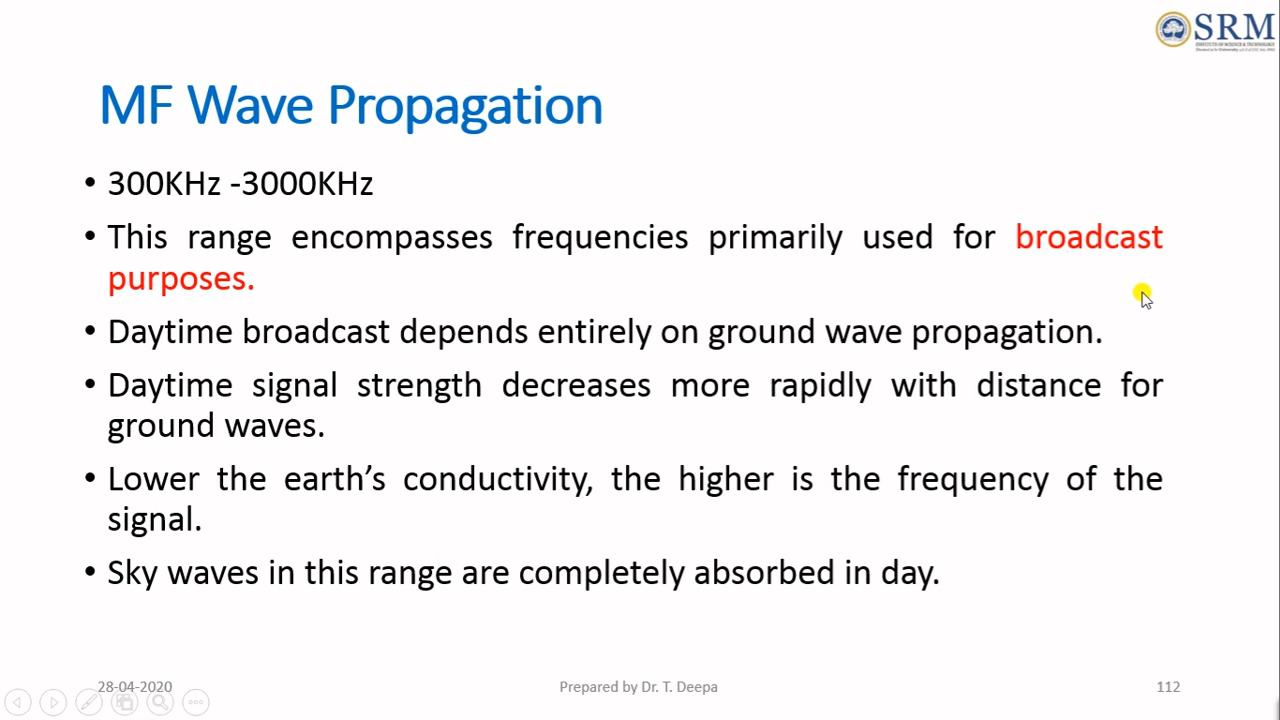 SRM
MF Wave Propagation
• 300KHz -3000KHz
• This range encompasses frequencies primarily used for broadcast
purposes.
• Daytime broadcast depends entirely on ground wave propagation.
• Daytime signal strength decreases more rapidly with distance for
ground waves.
• Lower the earth’s conductivity, the higher is the frequency of the
signal.
• Sky waves in this range are completely absorbed in day.
28-04-2020
Prepared by Dr. T. Deepa
112